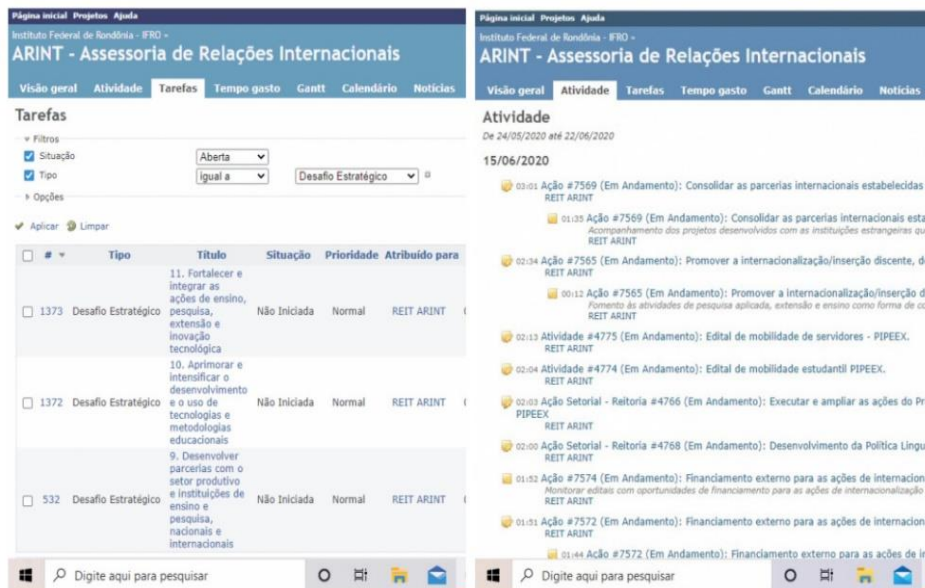 Página inicial Projetos Ajuda
Instituto Federal de Rondônia - IFRO »
ARINT - Assessoria de Relações Internacionais
Visão geral Atividade Tarefas Tempo gasto Gantt Calendário Notícias
Tarefas
Filtros
Situação Aberta
Tipo igual a Desafio Estratégico
Opções
Aplicar Limpar
# Tipo Título Situação Prioridade Atribuído para
11. Fortalecer e
integrar as
ações de ensino,
1373 Desafio Estratégico pesquisa, Não Iniciada Normal REIT ARINT
extensão e
inovação
tecnológica
10. Aprimorar e
intensificar o
desenvolvimento
1372 Desafio Estratégico e o uso de Não Iniciada Normal REIT ARINT
tecnologias e
metodologias
educacionais
9. Desenvolver
parcerias com o
setor produtivo
532 Desafio Estratégico e instituições de Não Iniciada Normal REIT ARINT
ensino e
pesquisa,
nacionais e
internacionais
Digite aqui para pesquisar
Página inicial Projetos Ajuda
Instituto Federal de Rondônia - IFRO »
ARINT - Assessoria de Relações Internacionais
Visão geral Atividade Tarefas Tempo gasto Gantt Calendário Notícias
Atividade
De 24/05/2020 até 22/06/2020
15/06/2020
03:01 Ação #7569 (Em Andamento): Consolidar as parcerias internacionais estabelecidas
REIT ARINT
01:35 Ação #7569 (Em Andamento): Consolidar as parcerias internacionais esta
Acompanhamento dos projetos desenvolvidos com as instituições estrangeiras qu
REIT ARINT
02:34 Ação #7565 (Em Andamento): Promover a internacionalização/inserção discente, d
REIT ARINT
00:12 Ação #7565 (Em Andamento): Promover a internacionalização/inserção d
Fomento às atividades de pesquisa aplicada, extensão e ensino como forma de co
REIT ARINT
02:13 Atividade #4775 (Em Andamento): Edital de mobilidade de servidores - PIPEEX.
REIT ARINT
02:04 Atividade #4774 (Em Andamento): Edital de mobilidade estudantil PIPEEX.
REIT ARINT
02:03 Ação Setorial - Reitoria #4766 (Em Andamento): Executar e ampliar as ações do Pr
PIPEEX
REIT ARINT
02:00 Ação Setorial - Reitoria #4768 (Em Andamento): Desenvolvimento da Política Lingu
REIT ARINT
01:52 Ação #7574 (Em Andamento): Financiamento externo para as ações de internacion
Monitorar editais com oportunidades de financiamento para as ações de internacionalização
REIT ARINT
01:51 Ação #7572 (Em Andamento): Financiamento externo para as ações de internacion
REIT ARINT
01:44 Ação #7572 (Em Andamento): Financiamento externo para as ações de in
Digite aqui para pesquisar